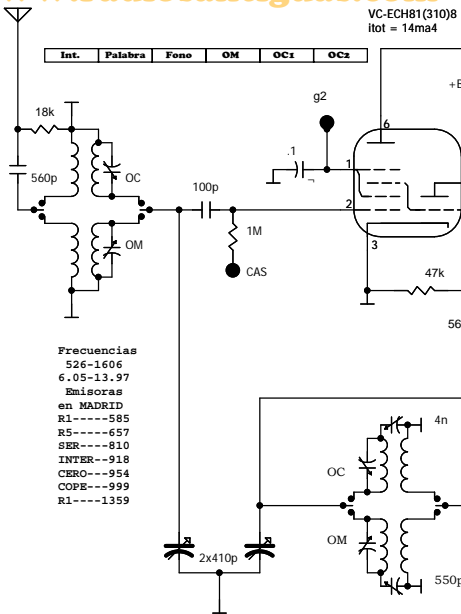 VC-ECH81(310)8
itot = 14ma4
Int. Palabra Fono OM OC1 OC2
+E
g2
6
18k
.1
1
560p
OC
100p
2
OM
1M
3
CAS
47k
56
Frecuencias
526-1606
6.05-13.97
Emisoras
en MADRID
R1-----585
R5-----657
SER----810
INTER--918
CERO---954
COPE---999
R1----1359
4n
OC
OM
2x410p
550p